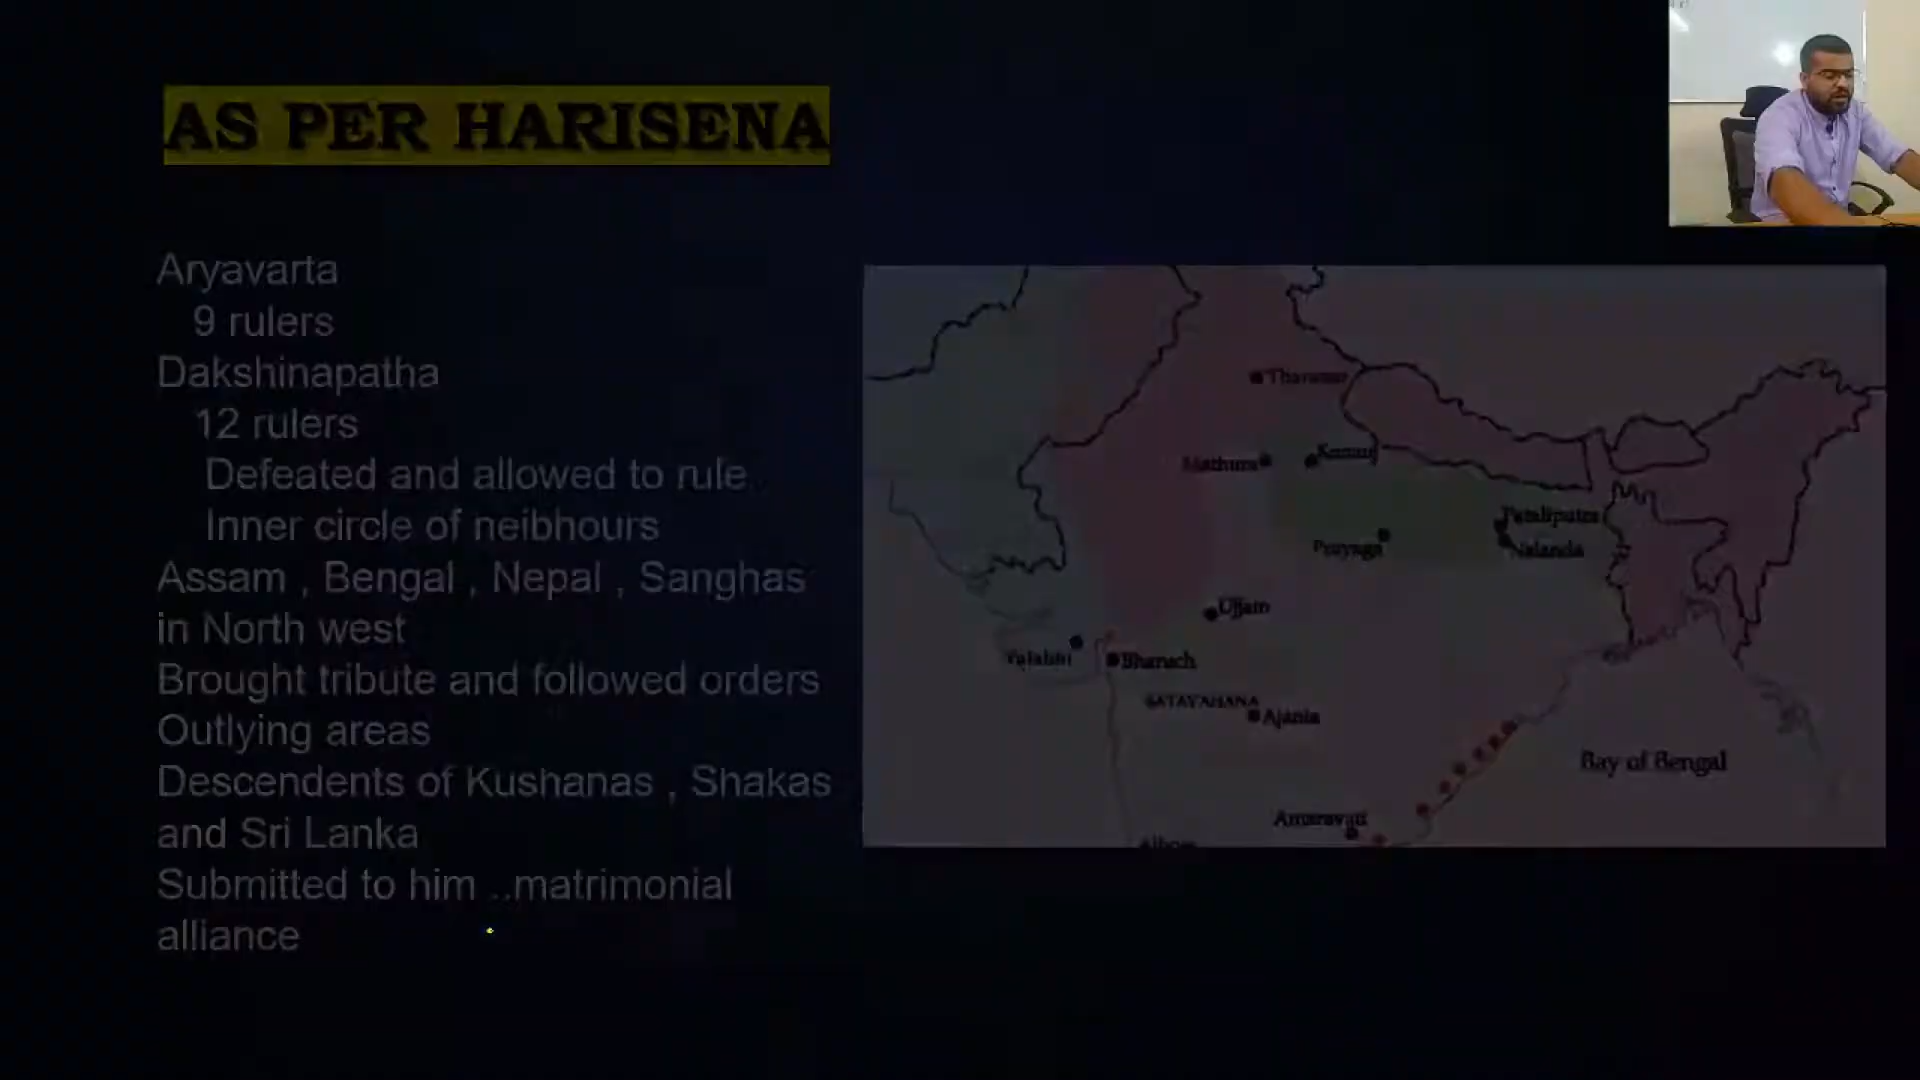 AS PER HARISENA
Aryavarta
9 rulers
Dakshinapatha
12 rulers
Defeated and allowed to rule
Inner circle of neibhours
Assam , Bengal , Nepal , Sanghas
in North west
Brought tribute and followed orders
Outlying areas
Descendents of Kushanas , Shakas
and Sri Lanka
Submitted to him ..matrimonial
alliance
Mathura
Kanauj
Pataliputra
Prayaga
Nalanda
Ujjain
Valabhi
Bharuch
SATAVAHANA
Ajanta
Bay of Bengal
Amaravati